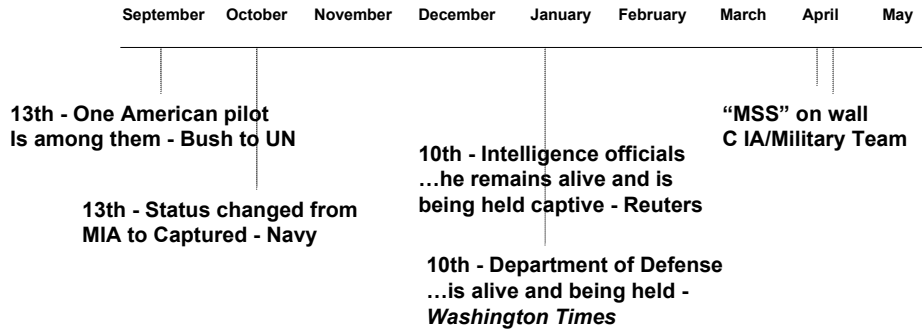 September October November December January February March April May
13th - One American pilot
Is among them - Bush to UN
13th - Status changed from
MIA to Captured - Navy
10th - Intelligence officials
…he remains alive and is
being held captive - Reuters
10th - Department of Defense
…is alive and being held -
Washington Times
“MSS” on wall
C IA/Military Team